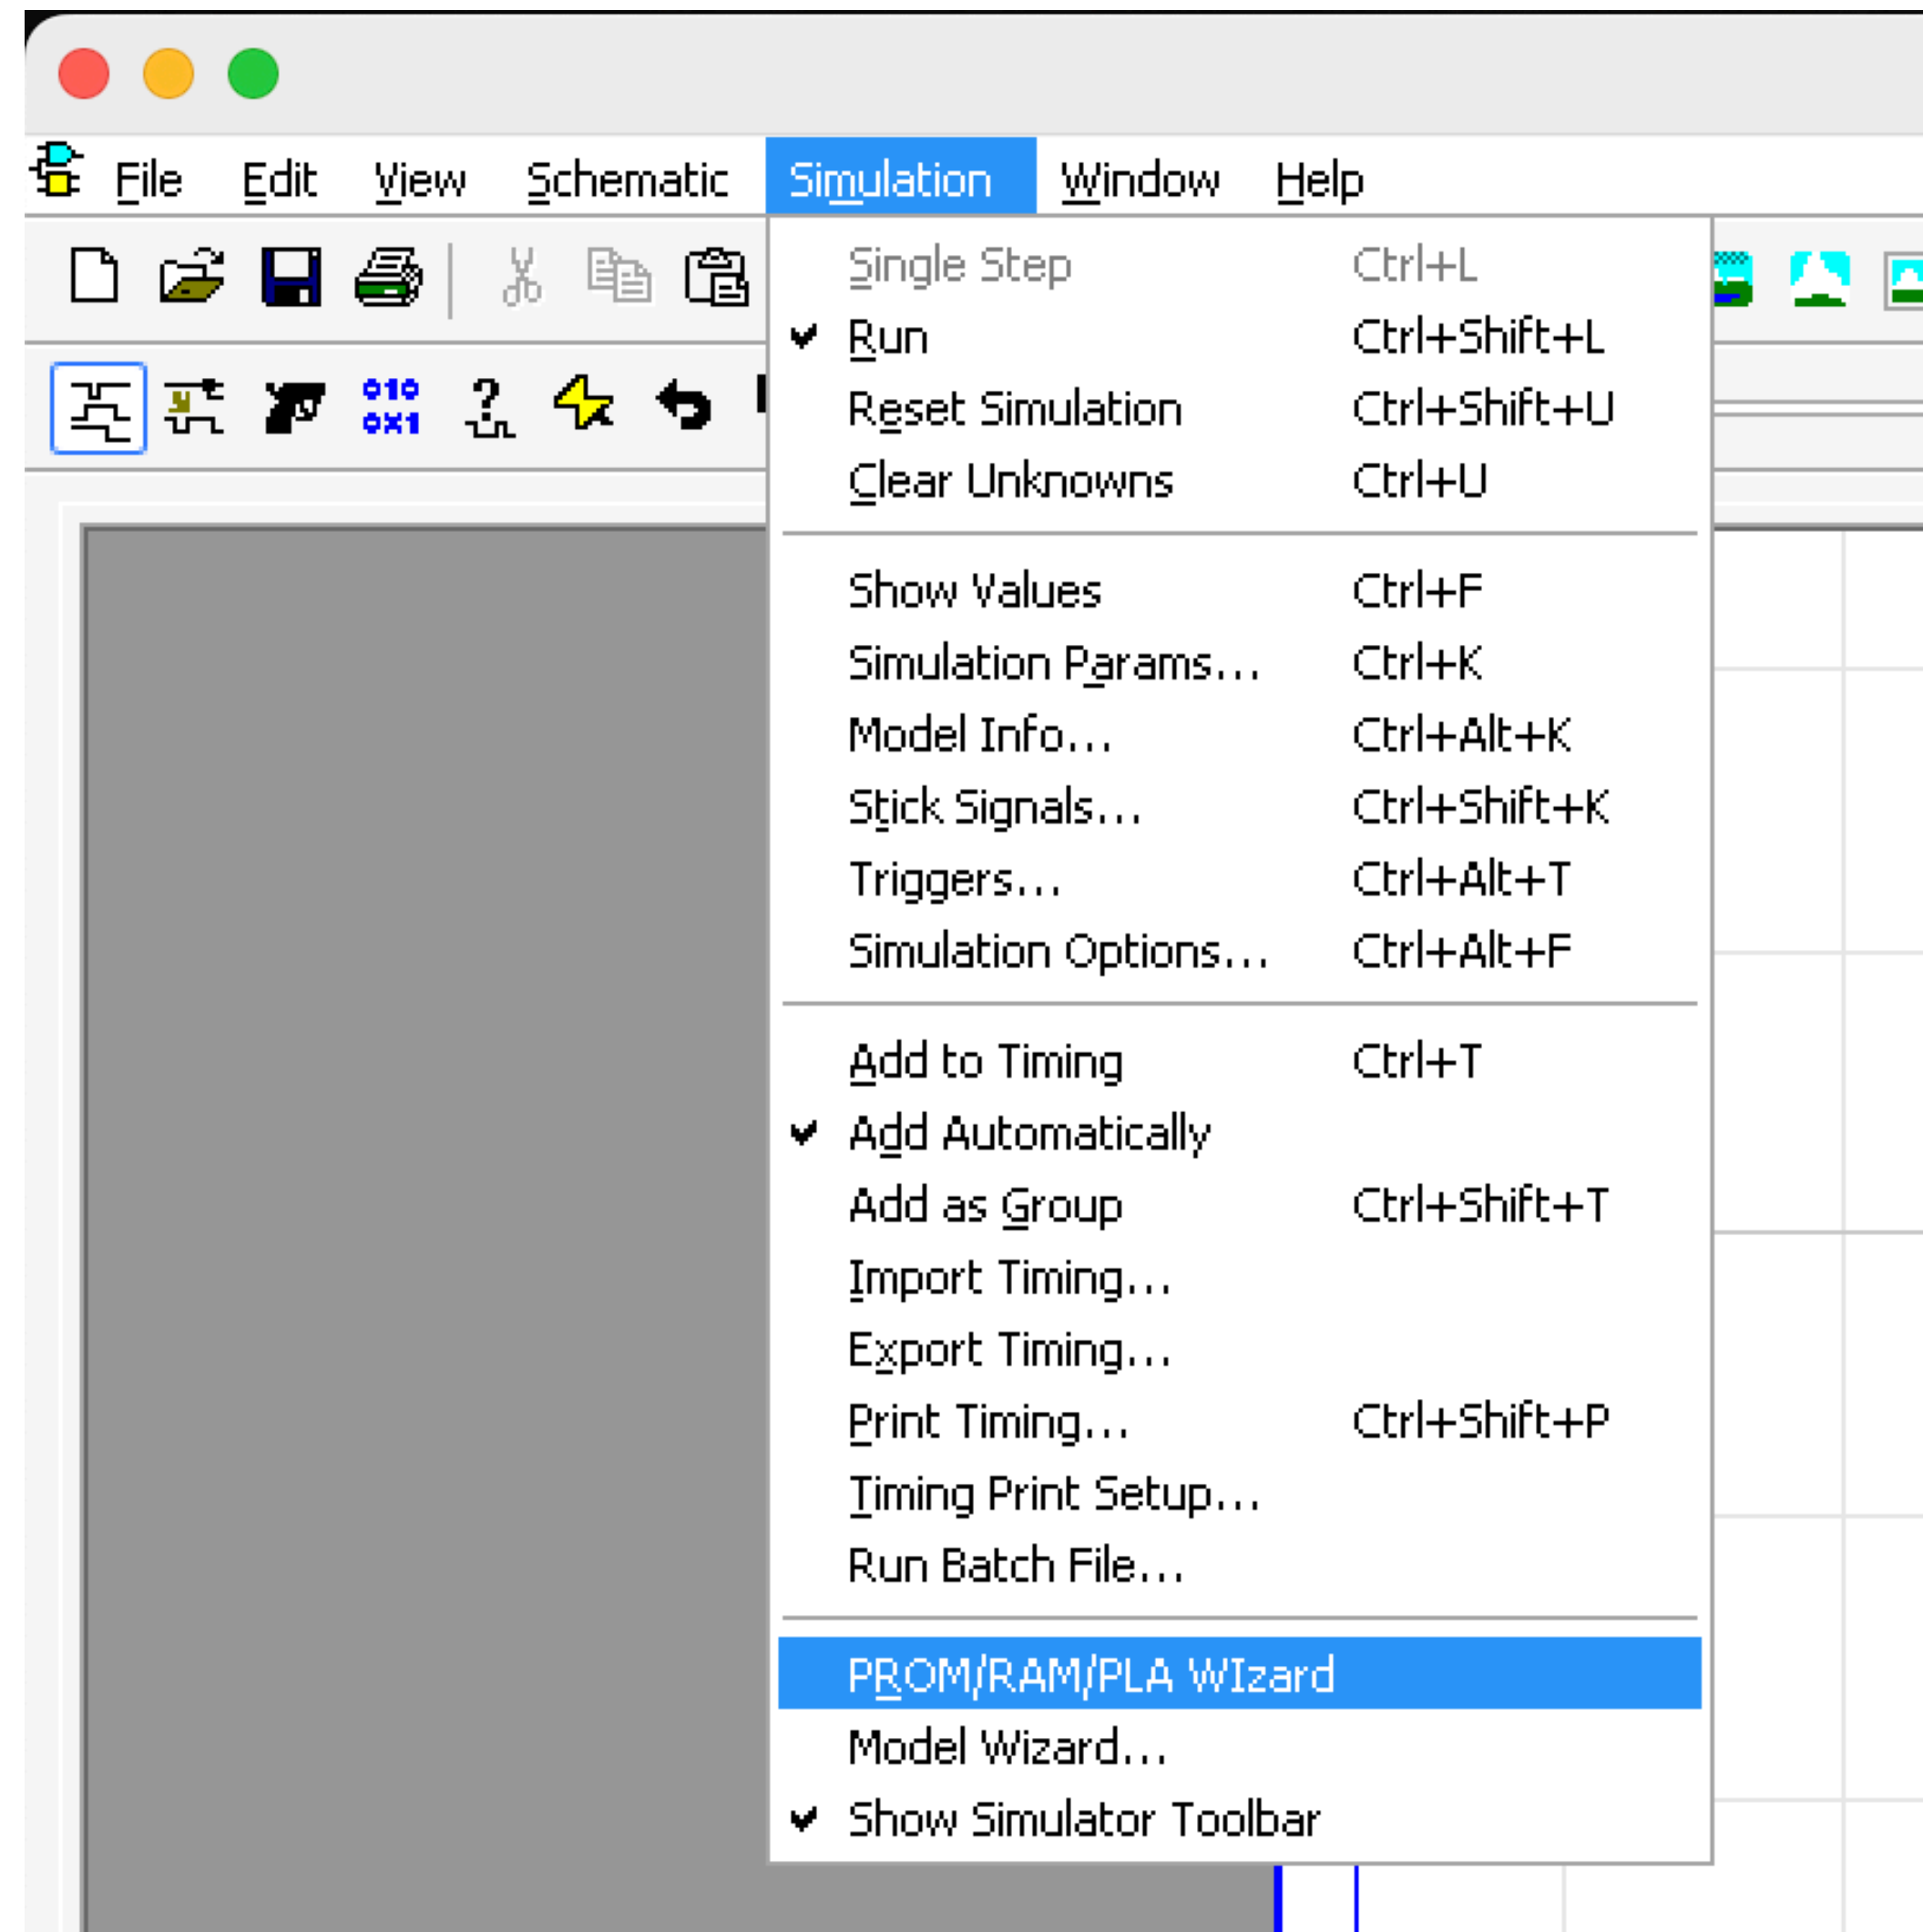 File Edit View Schematic Simulation Window Help
Single Step Ctrl+L
Run Ctrl+Shift+L
Reset Simulation Ctrl+Shift+U
Clear Unknowns Ctrl+U
Show Values Ctrl+F
Simulation Params... Ctrl+K
Model Info... Ctrl+Alt+K
Stick Signals... Ctrl+Shift+K
Triggers... Ctrl+Alt+T
Simulation Options... Ctrl+Alt+F
Add to Timing Ctrl+T
Add Automatically
Add as Group Ctrl+Shift+T
Import Timing...
Export Timing...
Print Timing... Ctrl+Shift+P
Timing Print Setup...
Run Batch File...
PROM/RAM/PLA WIzard
Model Wizard...
Show Simulator Toolbar
010
0X1
?